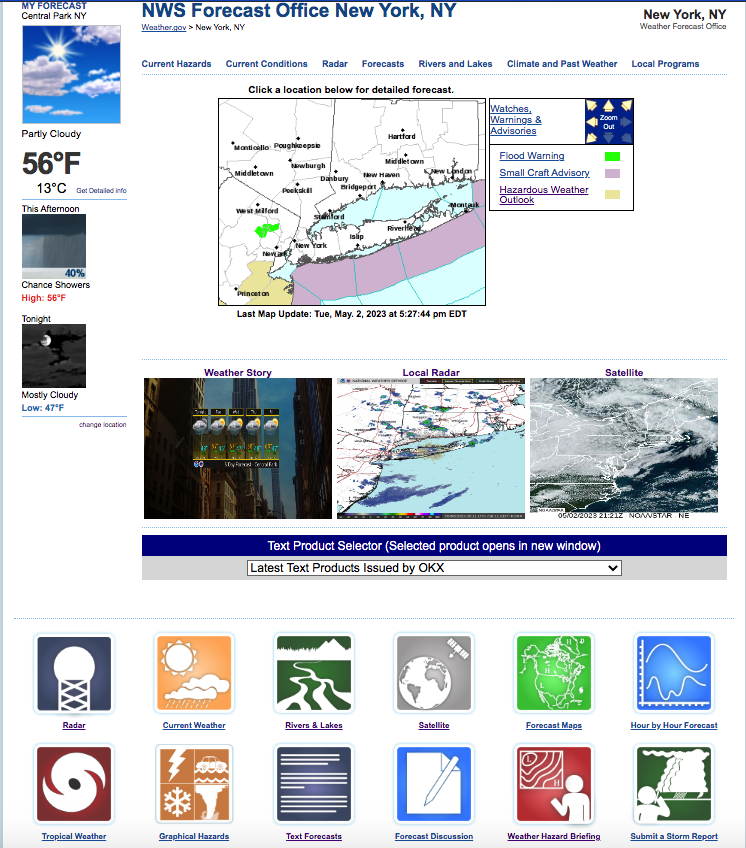 MY FORECAST
Central Park NY
Partly Cloudy
56°F
13°C
Get Detailed info
This Afternoon
40%
Chance Showers
High: 56°F
Tonight
Mostly Cloudy
Low: 47°F
change location
NWS Forecast Office New York, NY
Weather.gov > New York, NY
New York, NY
Weather Forecast Office
Current Hazards Current Conditions Radar Forecasts Rivers and Lakes Climate and Past Weather Local Programs
Click a location below for detailed forecast.
Hartford
Monticello
Poughkeepsie
Middletown
Newburgh
Middletown
Danbury
New Haven
New London
Peekskill
Bridgeport
West Milford
Stamford
Montauk
Riverhead
Islip
New York
Newark
Princeton
Watches, Warnings & Advisories
Zoom Out
Flood Warning
Small Craft Advisory
Hazardous Weather Outlook
Last Map Update: Tue, May. 2, 2023 at 5:27:44 pm EDT
Weather Story
5 Day Forecast - Central Park
Local Radar
NATIONAL WEATHER SERVICE
Satellite
05/02/2023 21:21Z NOAA/STAR NE
Text Product Selector (Selected product opens in new window)
Latest Text Products Issued by OKX
Radar
Current Weather
Rivers & Lakes
Satellite
H
H
Forecast Maps
Hour by Hour Forecast
Tropical Weather
Graphical Hazards
Text Forecasts
Forecast Discussion
L
H
Weather Hazard Briefing
Submit a Storm Report